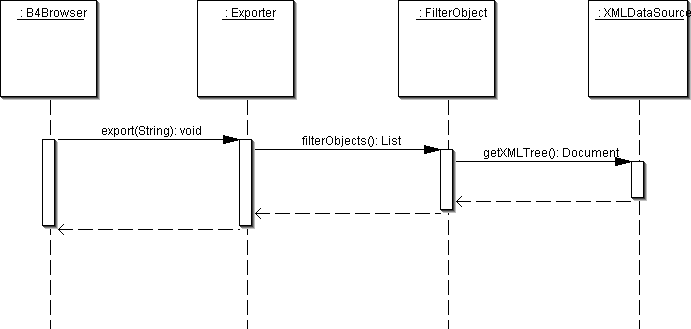 : B4Browser
: Exporter
: FilterObject
: XMLDataSource
export(String): void
filterObjects(): List
getXMLTree(): Document